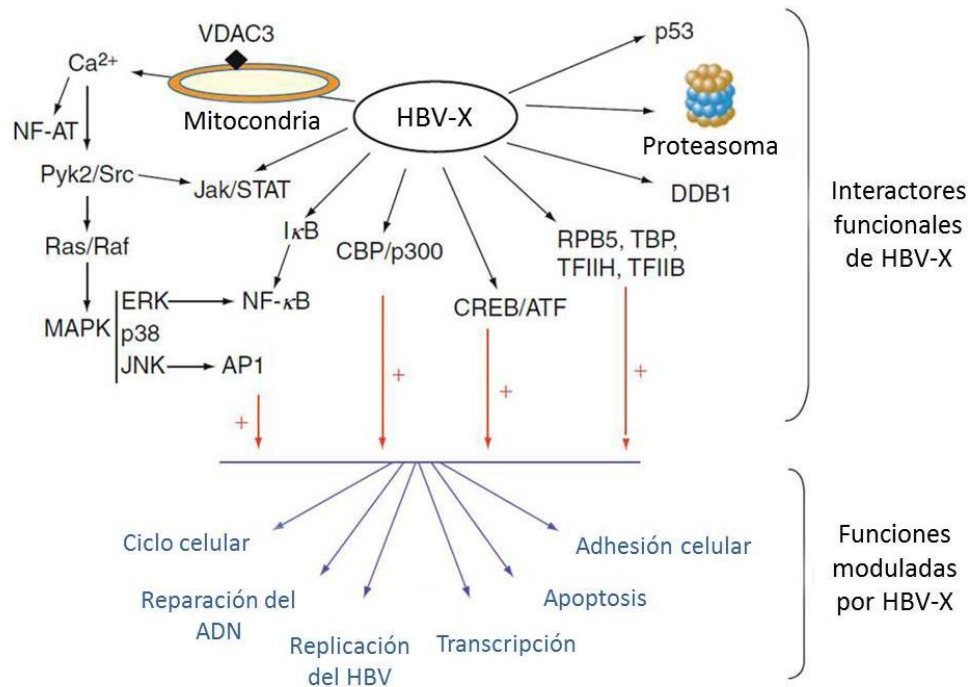 VDAC3
p53
Ca²⁺
Mitocondria
HBV-X
NF-AT
Proteasoma
Pyk2/Src
Jak/STAT
DDB1
Interactores
funcionales
de HBV-X
IκB
CBP/p300
RPB5, TBP,
TFIIH, TFIIB
Ras/Raf
ERK
NF-κB
CREB/ATF
MAPK
p38
JNK
AP1
+
+
+
+
Ciclo celular
Adhesión celular
Reparación del
ADN
Apoptosis
Replicación
del HBV
Transcripción
Funciones
moduladas
por HBV-X